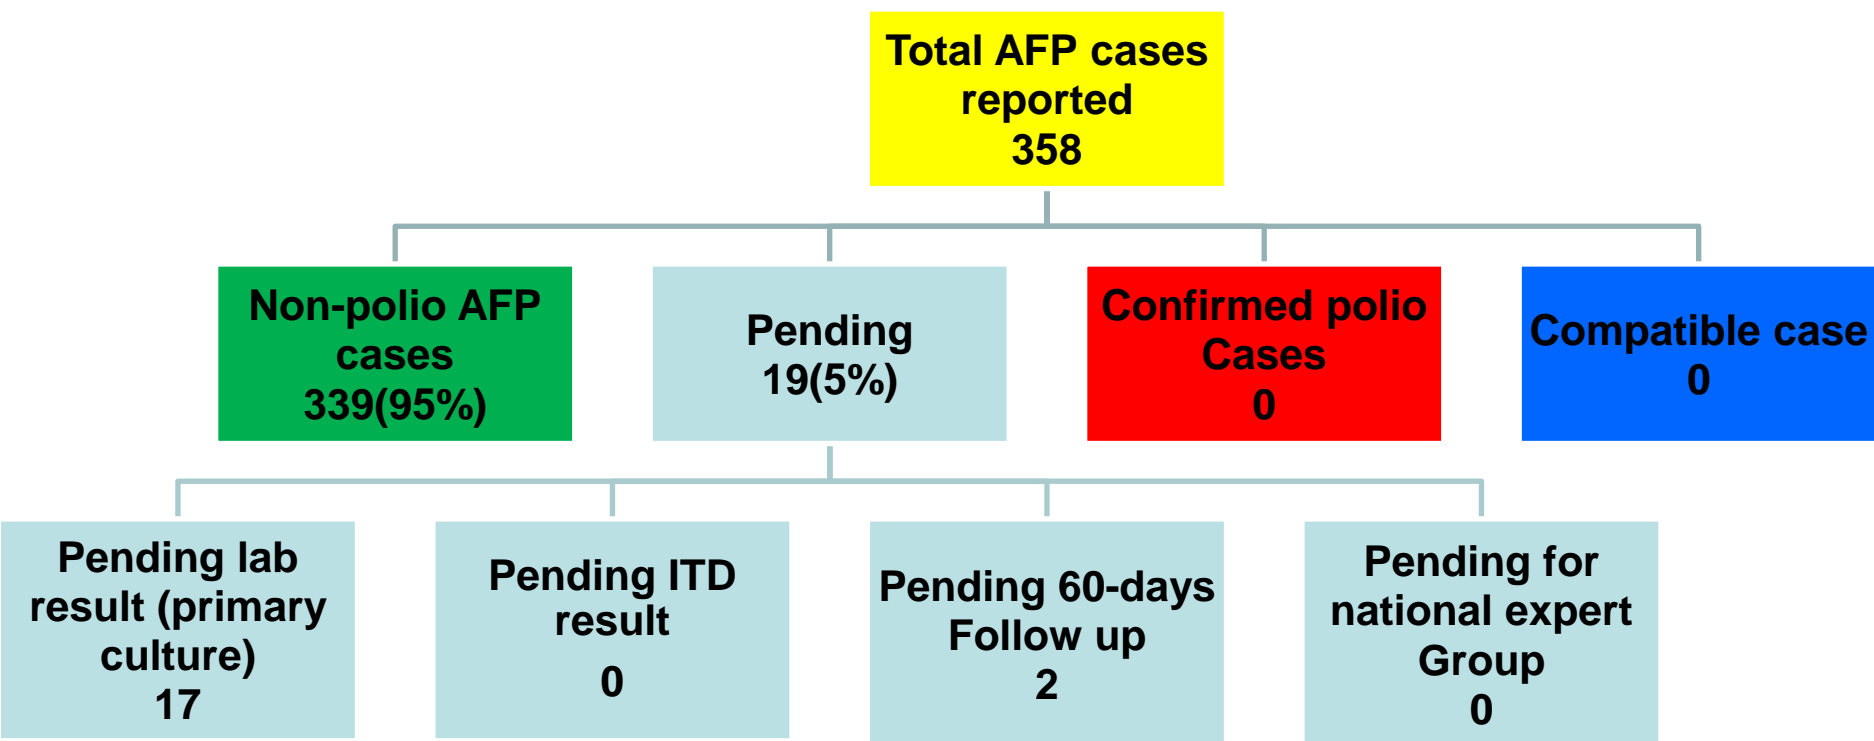 Total AFP cases
reported
358
Non-polio AFP
cases
339(95%)
Pending
19(5%)
Confirmed polio
Cases
0
Compatible case
0
Pending lab
result (primary
culture)
17
Pending ITD
result
0
Pending 60-days
Follow up
2
Pending for
national expert
Group
0